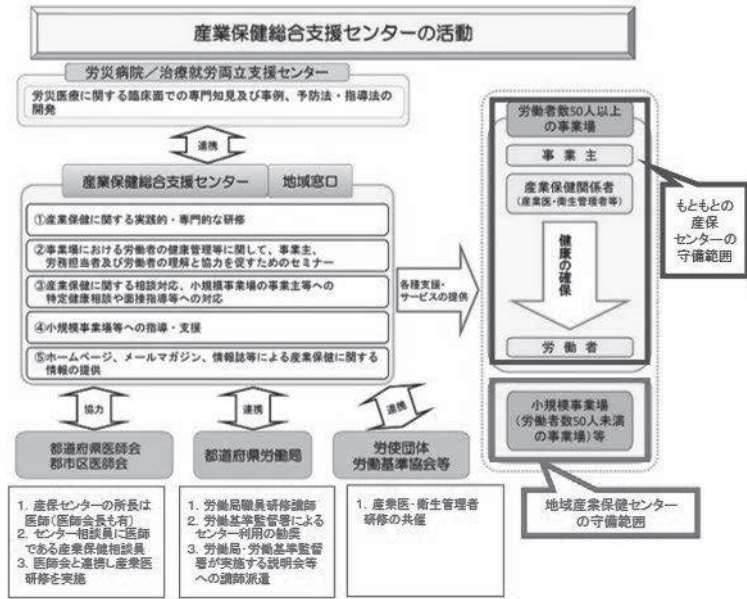 産業保健総合支援センターの活動
労災病院／治療就労両立支援センター
労災医療に関する臨床面での専門知見及び事例、予防法・指導法の
開発
連携
産業保健総合支援センター
地域窓口
①産業保健に関する実践的・専門的な研修
②事業場における労働者の健康管理等に関して、事業主、
労務担当者及び労働者の理解と協力を促すためのセミナー
③産業保健に関する相談対応、小規模事業場の事業主等への
特定健康相談や面接指導等への対応
④小規模事業場等への指導・支援
⑤ホームページ、メールマガジン、情報誌等による産業保健に関する
情報の提供
各種支援・
サービスの提供
労働者数50人以上
の事業場
事 業 主
産業保健関係者
(産業医・衛生管理者等)
健康の確保
労 働 者
もともとの
産保
センターの
守備範囲
小規模事業場
(労働者数50人未満
の事業場)等
地域産業保健センター
の守備範囲
協力
連携
連携
都道府県医師会
郡市区医師会
都道府県労働局
労使団体
労働基準協会等
1. 産保センターの所長は
医師(医師会長も有)
2. センター相談員に医師
である産業保健相談員
3. 医師会と連携し産業医
研修を実施
1. 労働局職員研修講師
2. 労働基準監督署による
センター利用の勧奨
3. 労働局・労働基準監督
署が実施する説明会等
への講師派遣
1. 産業医・衛生管理者
研修の共催